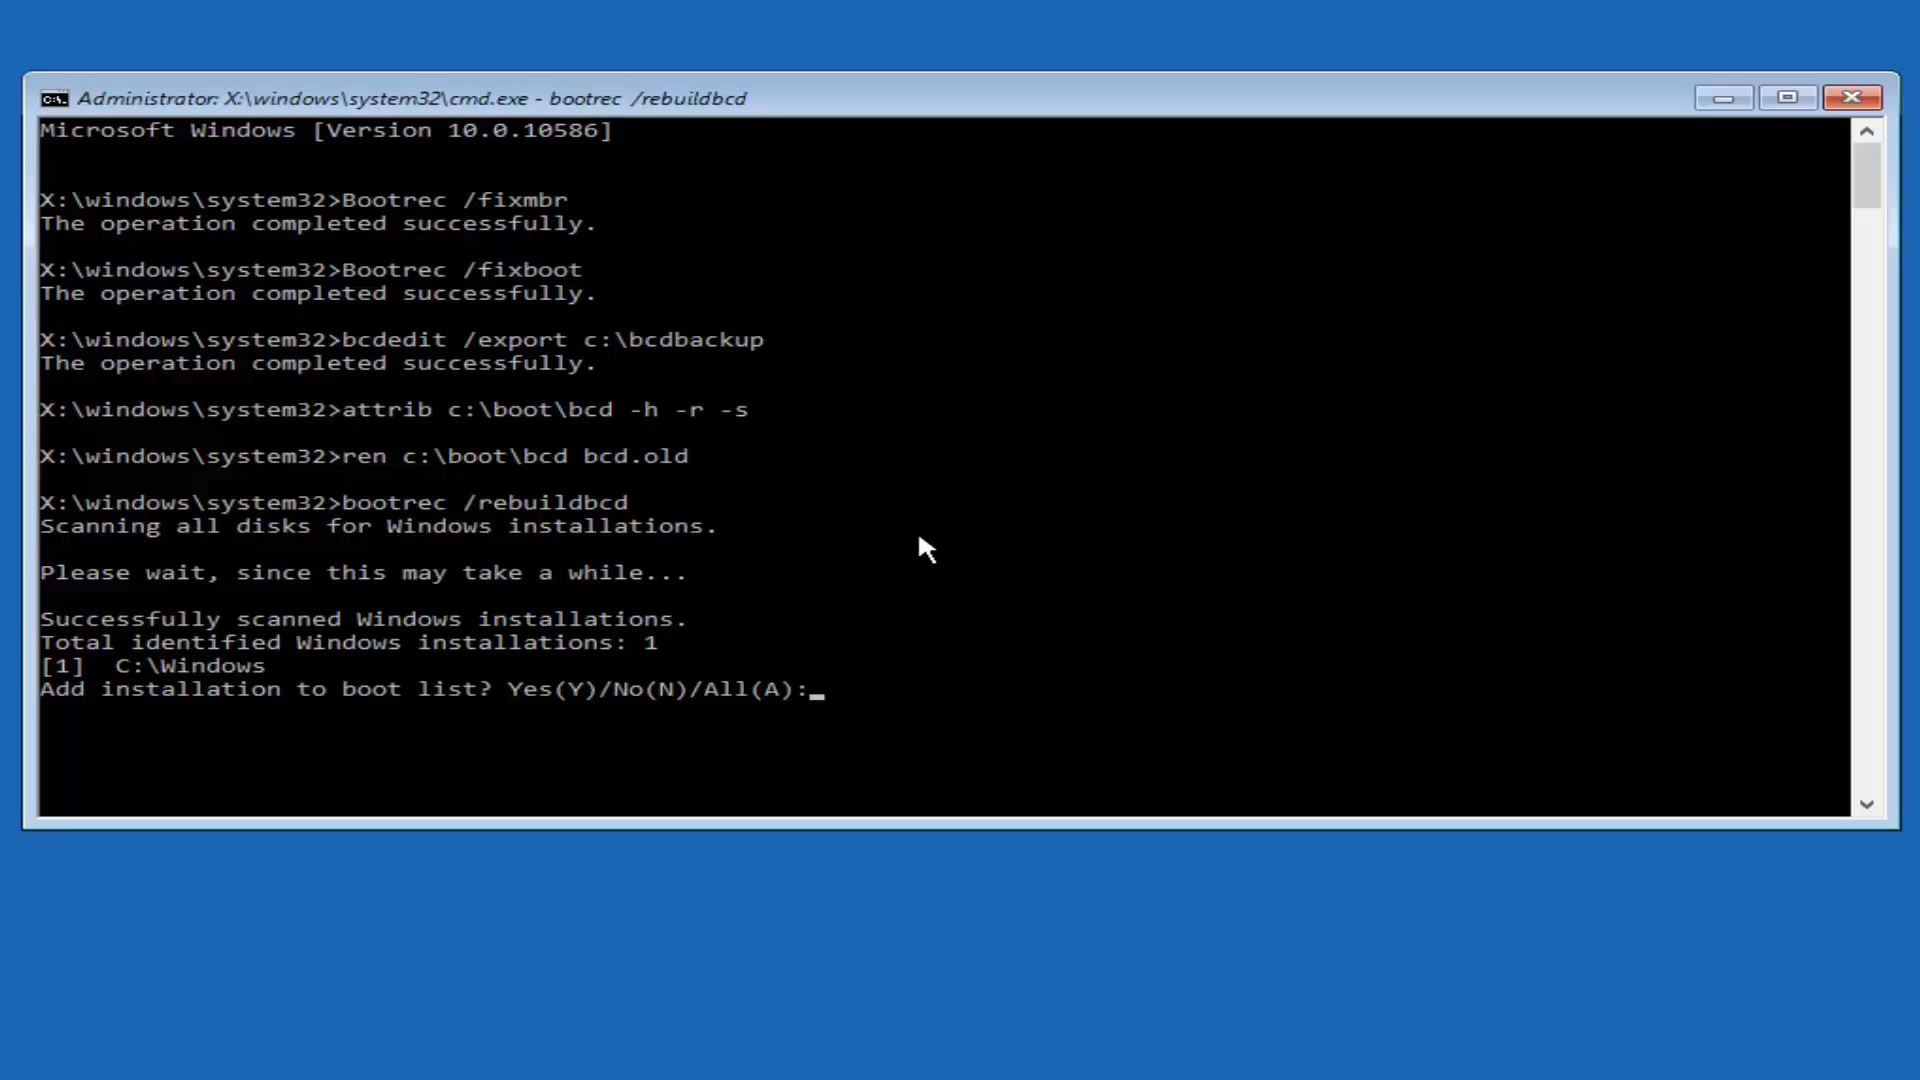 Administrator: X:\windows\system32\cmd.exe - bootrec /rebuildbcd
Microsoft Windows [Version 10.0.10586]
X:\windows\system32>Bootrec /fixmbr
The operation completed successfully.
X:\windows\system32>Bootrec /fixboot
The operation completed successfully.
X:\windows\system32>bcdedit /export c:\bcdbackup
The operation completed successfully.
X:\windows\system32>attrib c:\boot\bcd -h -r -s
X:\windows\system32>ren c:\boot\bcd bcd.old
X:\windows\system32>bootrec /rebuildbcd
Scanning all disks for Windows installations.
Please wait, since this may take a while...
Successfully scanned Windows installations.
Total identified Windows installations: 1
[1]  C:\Windows
Add installation to boot list? Yes(Y)/No(N)/All(A):